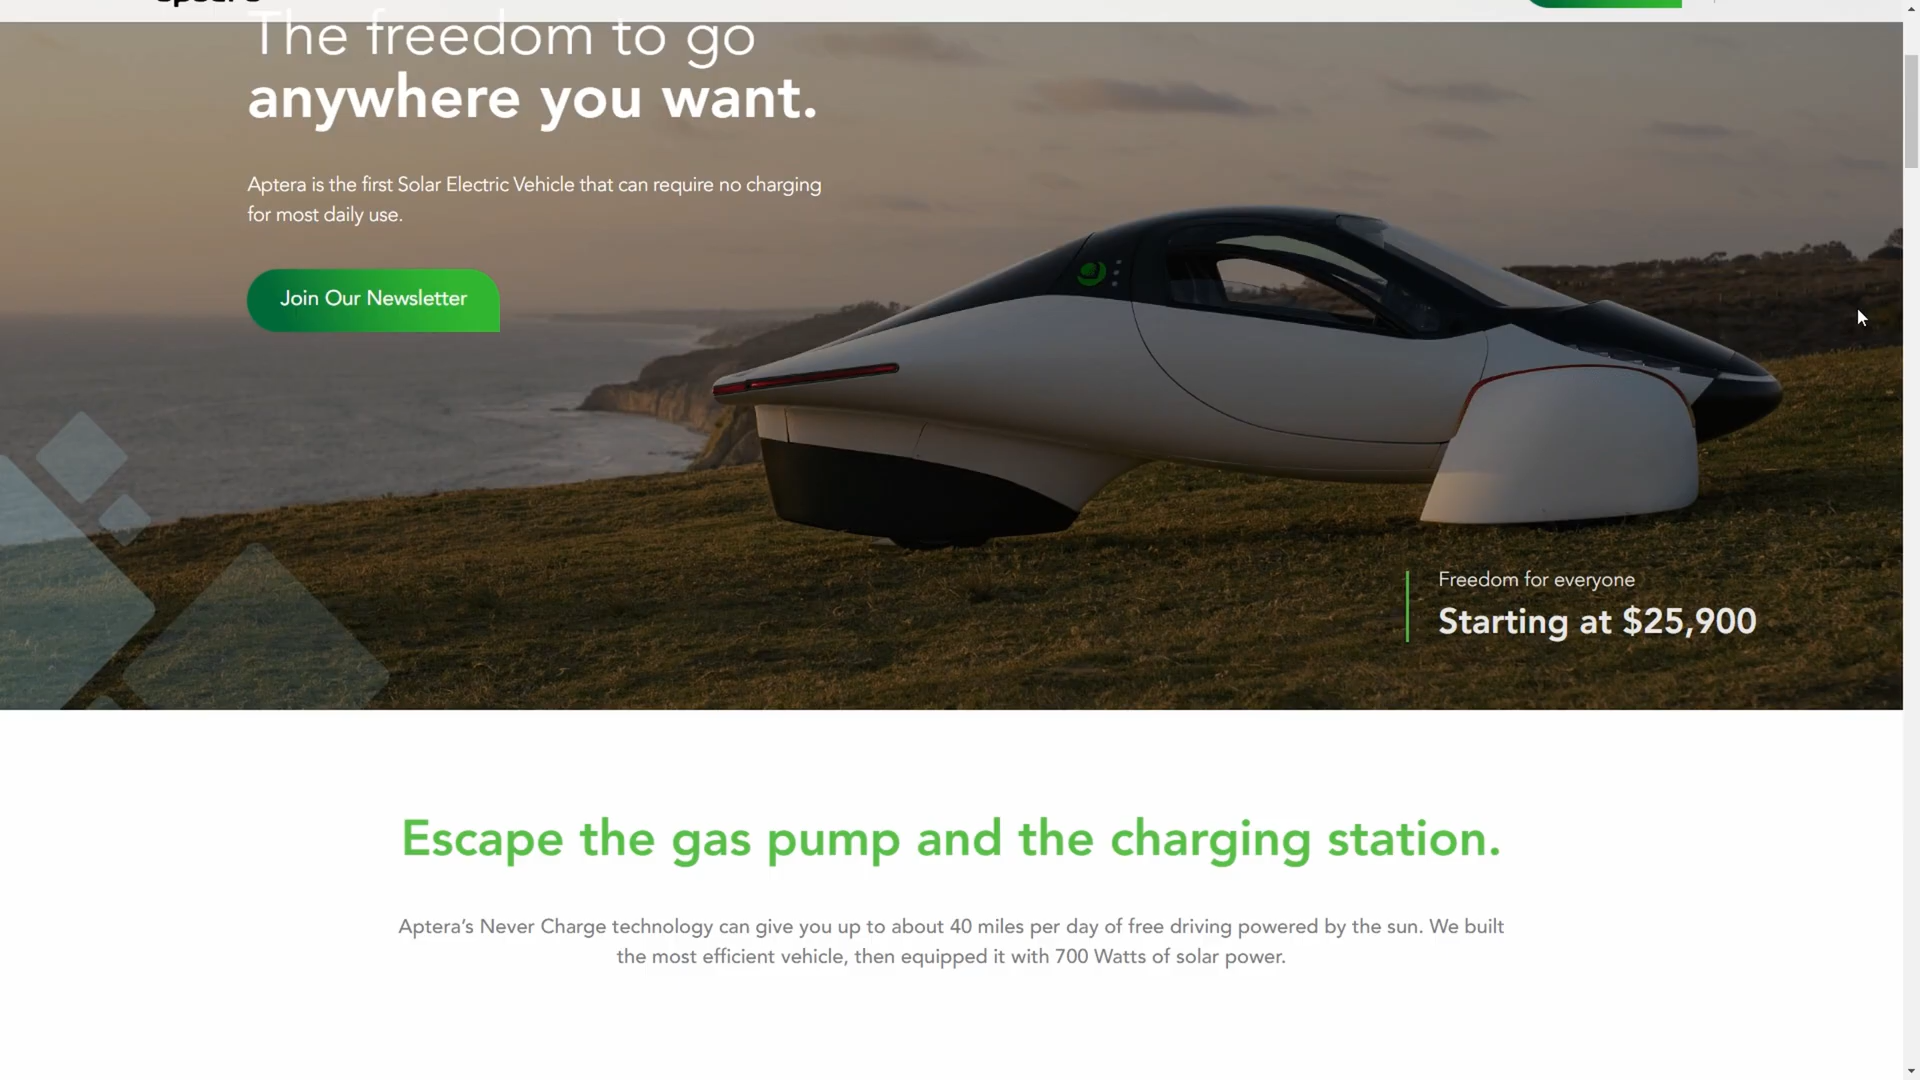 The freedom to go
anywhere you want.
Aptera is the first Solar Electric Vehicle that can require no charging
for most daily use.
Join Our Newsletter
Freedom for everyone
Starting at $25,900
Escape the gas pump and the charging station.
Aptera’s Never Charge technology can give you up to about 40 miles per day of free driving powered by the sun. We built
the most efficient vehicle, then equipped it with 700 Watts of solar power.